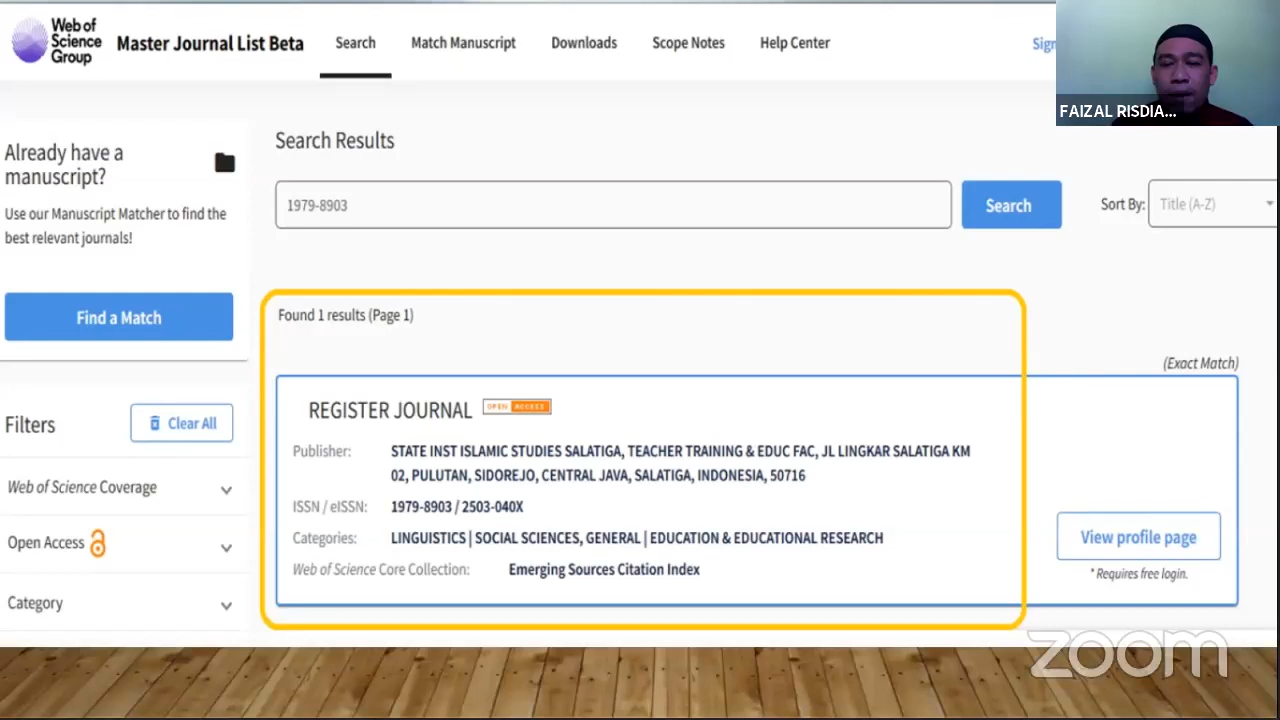 Web of
Science
Group
Master Journal List Beta
Search
Match Manuscript
Downloads
Scope Notes
Help Center
Sign
FAIZAL RISDIA...
Already have a
manuscript?
Use our Manuscript Matcher to find the
best relevant journals!
Find a Match
Filters
Clear All
Web of Science Coverage
Open Access
Category
Search Results
1979-8903
Search
Sort By:
Title (A-Z)
Found 1 results (Page 1)
(Exact Match)
REGISTER JOURNAL
OPEN ACCESS
Publisher:
STATE INST ISLAMIC STUDIES SALATIGA, TEACHER TRAINING & EDUC FAC, JL LINGKAR SALATIGA KM
02, PULUTAN, SIDOREJO, CENTRAL JAVA, SALATIGA, INDONESIA, 50716
ISSN / eISSN:
1979-8903 / 2503-040X
Categories:
LINGUISTICS | SOCIAL SCIENCES, GENERAL | EDUCATION & EDUCATIONAL RESEARCH
Web of Science Core Collection:
Emerging Sources Citation Index
View profile page
* Requires free login.
zoom